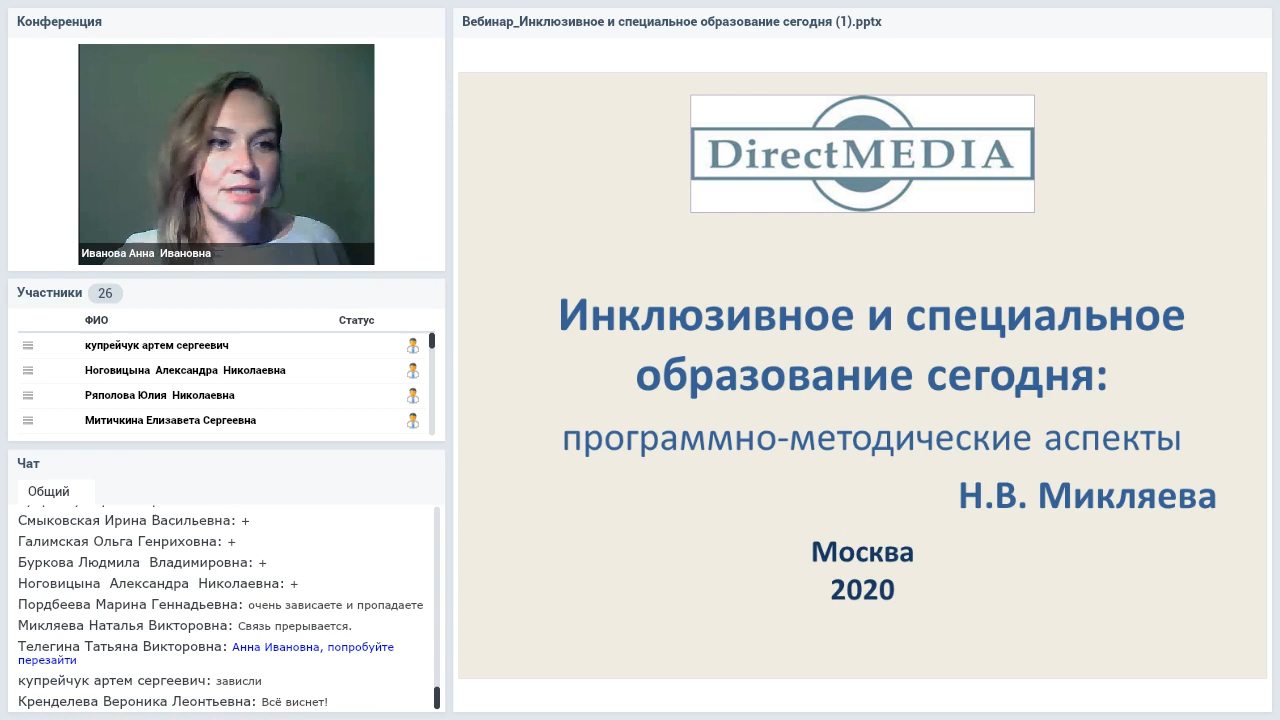 Конференция
Иванова Анна  Ивановна
Участники 26
ФИО Статус
купрейчук артем сергеевич
Ноговицына  Александра  Николаевна
Ряполова Юлия  Николаевна
Митичкина Елизавета Сергеевна
Чат
Общий
Смыковская Ирина Васильевна: +
Галимская Ольга Генриховна: +
Буркова Людмила  Владимировна: +
Ноговицына  Александра  Николаевна: +
Пордбеева Марина Геннадьевна: очень зависаете и пропадаете
Микляева Наталья Викторовна: Связь прерывается.
Телегина Татьяна Викторовна: Анна Ивановна, попробуйте
перезайти
купрейчук артем сергеевич: зависли
Кренделева Вероника Леонтьевна: Всё виснет!
Вебинар_Инклюзивное и специальное образование сегодня (1).pptx
DirectMEDIA
Инклюзивное и специальное
образование сегодня:
программно-методические аспекты
Н.В. Микляева
Москва
2020